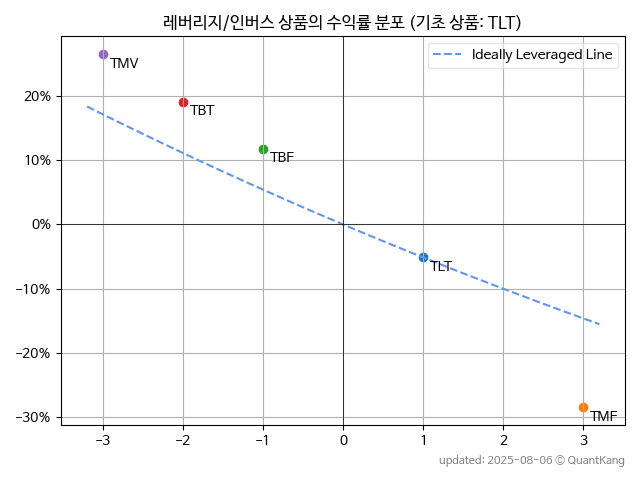 레버리지/인버스 상품의 수익률 분포 (기초 상품: TLT)
Ideally Leveraged Line
TMV
TBT
TBF
TLT
TMF
20%
10%
0%
−10%
−20%
−30%
−3
−2
−1
0
1
2
3
updated: 2025-08-06 © QuantKang